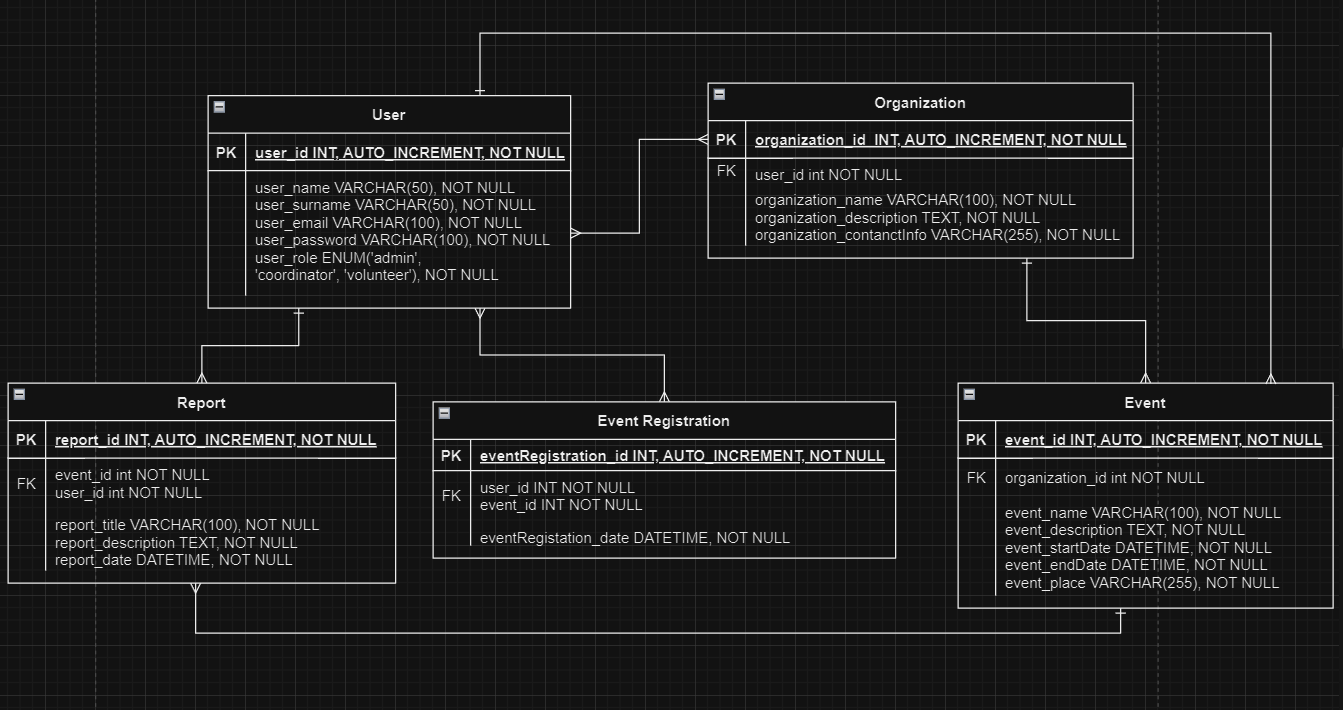 User
PK user_id INT, AUTO_INCREMENT, NOT NULL
user_name VARCHAR(50), NOT NULL
user_surname VARCHAR(50), NOT NULL
user_email VARCHAR(100), NOT NULL
user_password VARCHAR(100), NOT NULL
user_role ENUM('admin',
'coordinator', 'volunteer'), NOT NULL
Organization
PK organization_id INT, AUTO_INCREMENT, NOT NULL
FK user_id int NOT NULL
organization_name VARCHAR(100), NOT NULL
organization_description TEXT, NOT NULL
organization_contanctInfo VARCHAR(255), NOT NULL
Report
PK report_id INT, AUTO_INCREMENT, NOT NULL
FK event_id int NOT NULL
user_id int NOT NULL
report_title VARCHAR(100), NOT NULL
report_description TEXT, NOT NULL
report_date DATETIME, NOT NULL
Event Registration
PK eventRegistration_id INT, AUTO_INCREMENT, NOT NULL
FK user_id INT NOT NULL
event_id INT NOT NULL
eventRegistation_date DATETIME, NOT NULL
Event
PK event_id INT, AUTO_INCREMENT, NOT NULL
FK organization_id int NOT NULL
event_name VARCHAR(100), NOT NULL
event_description TEXT, NOT NULL
event_startDate DATETIME, NOT NULL
event_endDate DATETIME, NOT NULL
event_place VARCHAR(255), NOT NULL